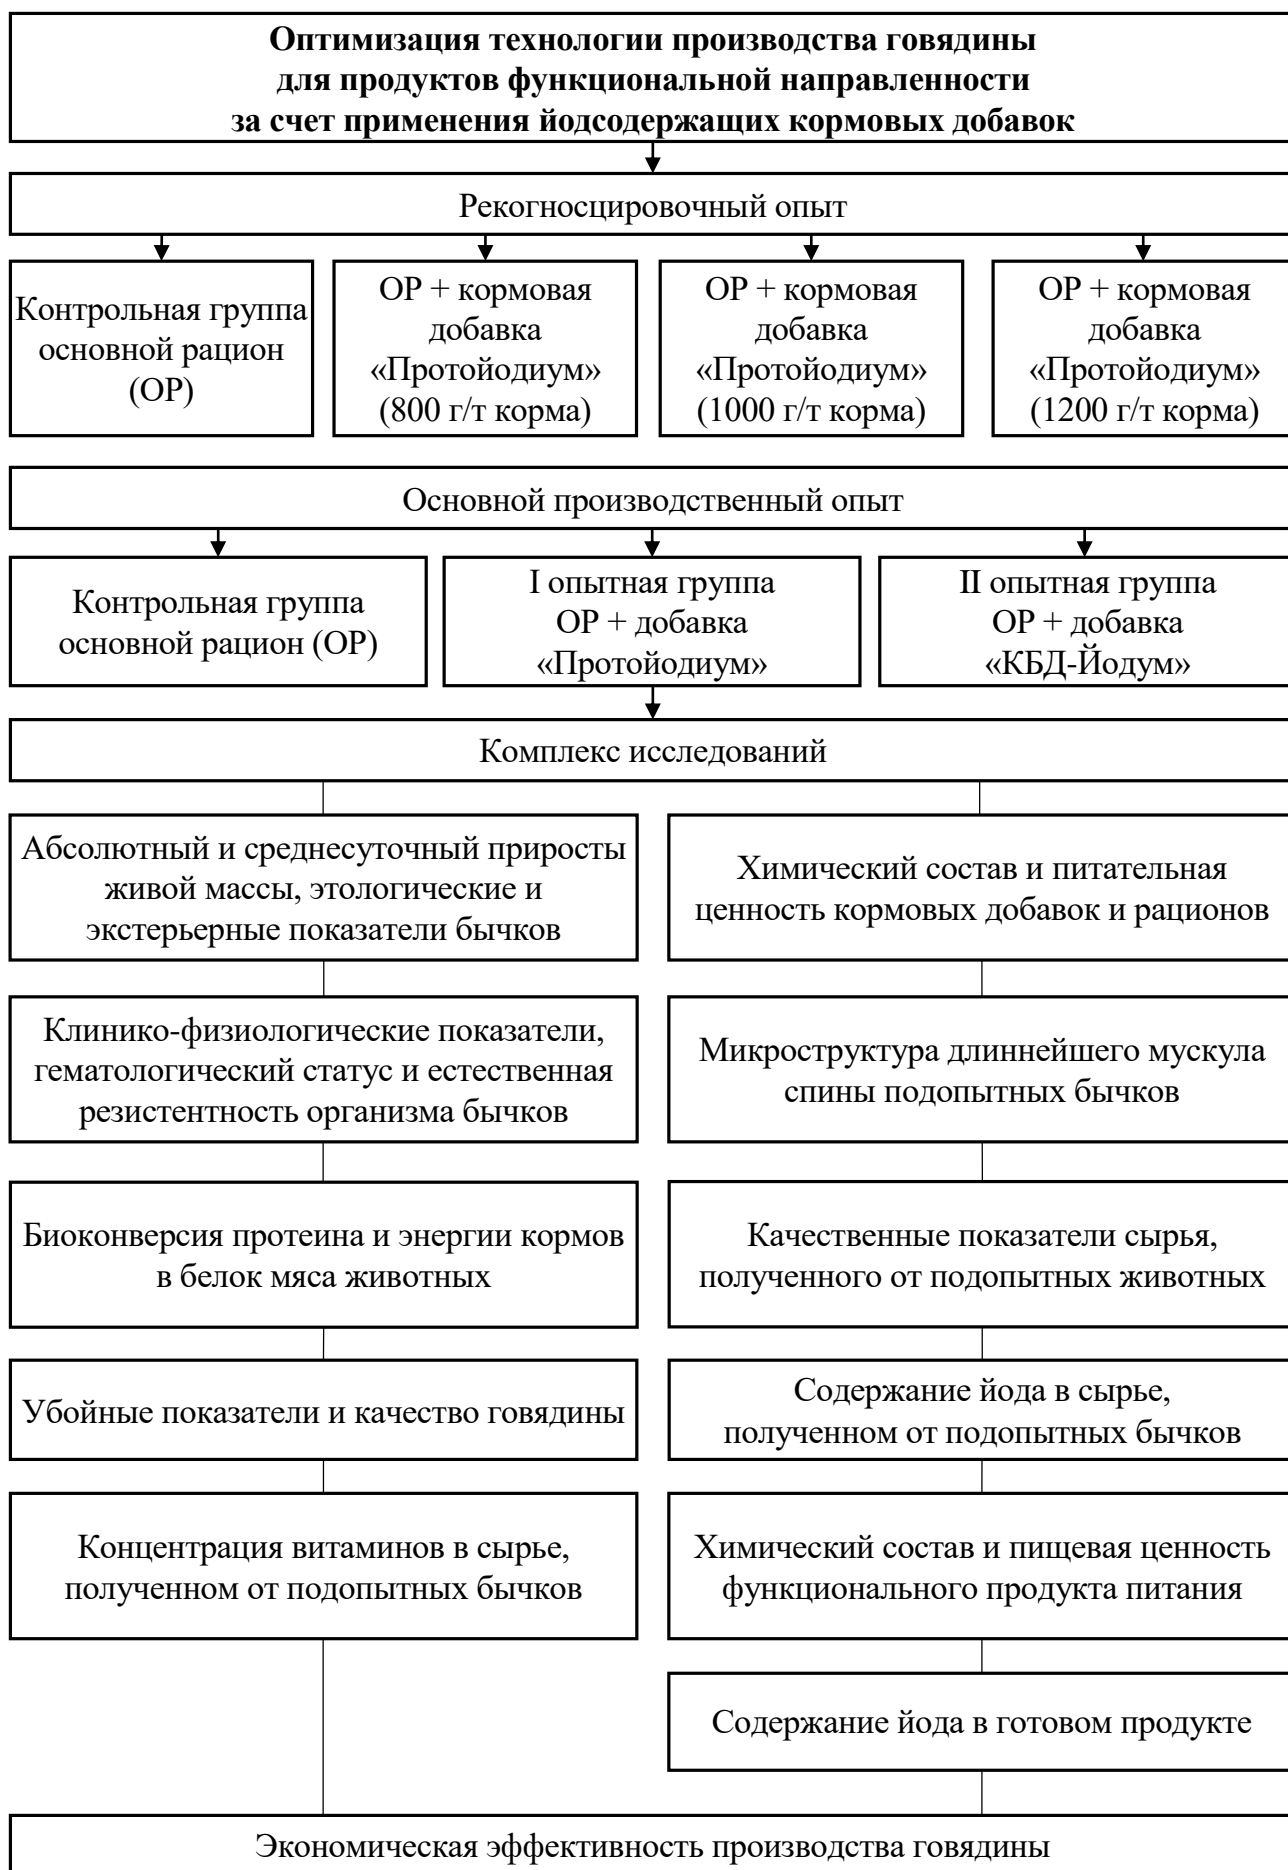 Оптимизация технологии производства говядины
для продуктов функциональной направленности
за счет применения йодсодержащих кормовых добавок
Рекогносцировочный опыт
Контрольная группа
основной рацион
(ОР)
ОР + кормовая
добавка
«Протойодиум»
(800 г/т корма)
ОР + кормовая
добавка
«Протойодиум»
(1000 г/т корма)
ОР + кормовая
добавка
«Протойодиум»
(1200 г/т корма)
Основной производственный опыт
Контрольная группа
основной рацион (ОР)
I опытная группа
ОР + добавка
«Протойодиум»
II опытная группа
ОР + добавка
«КБД-Йодум»
Комплекс исследований
Абсолютный и среднесуточный приросты
живой массы, этологические и
экстерьерные показатели бычков
Химический состав и питательная
ценность кормовых добавок и рационов
Клинико-физиологические показатели,
гематологический статус и естественная
резистентность организма бычков
Микроструктура длиннейшего мускула
спины подопытных бычков
Биоконверсия протеина и энергии кормов
в белок мяса животных
Качественные показатели сырья,
полученного от подопытных животных
Убойные показатели и качество говядины
Содержание йода в сырье,
полученном от подопытных бычков
Концентрация витаминов в сырье,
полученном от подопытных бычков
Химический состав и пищевая ценность
функционального продукта питания
Содержание йода в готовом продукте
Экономическая эффективность производства говядины